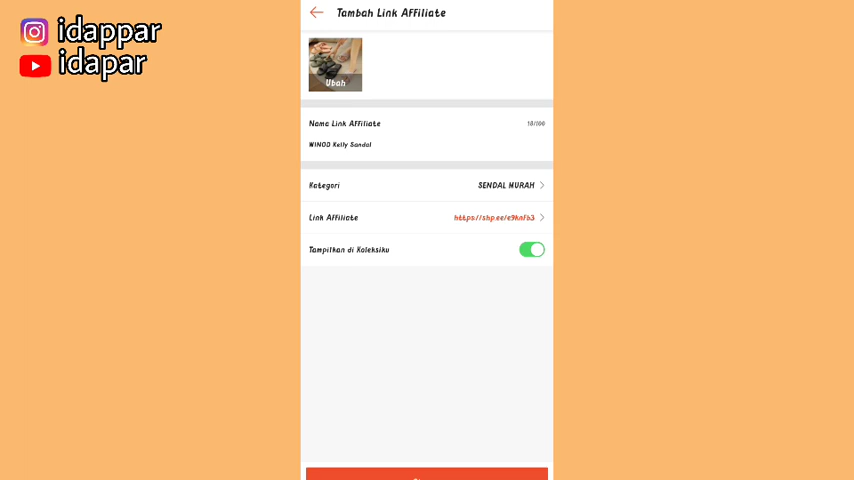 idappar
idapar
Tambah Link Affiliate
Ubah
Nama Link Affiliate
18/100
WINOD Kelly Sandal
Kategori
SENDAL MURAH
Link Affiliate
https://shp.ee/e9knfb3
Tampilkan di Koleksiku